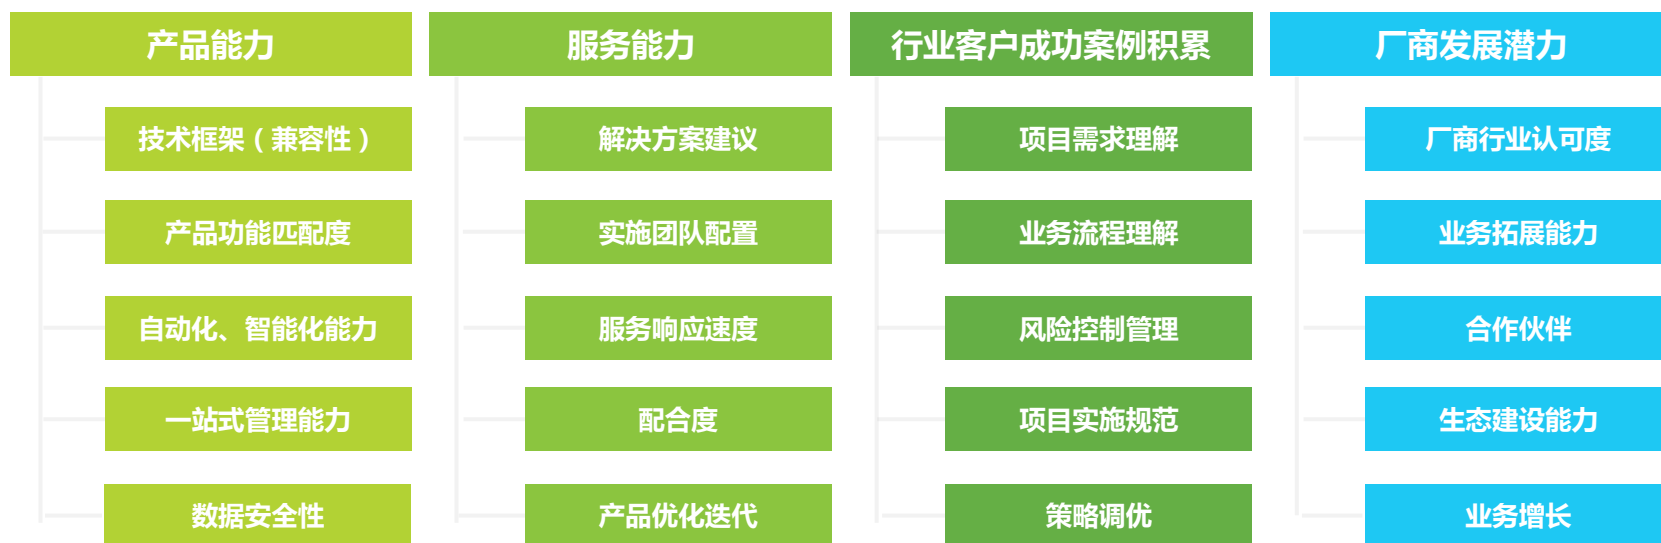 产品能力
技术框架（兼容性）
产品功能匹配度
自动化、智能化能力
一站式管理能力
数据安全性
服务能力
解决方案建议
实施团队配置
服务响应速度
配合度
产品优化迭代
行业客户成功案例积累
项目需求理解
业务流程理解
风险控制管理
项目实施规范
策略调优
厂商发展潜力
厂商行业认可度
业务拓展能力
合作伙伴
生态建设能力
业务增长